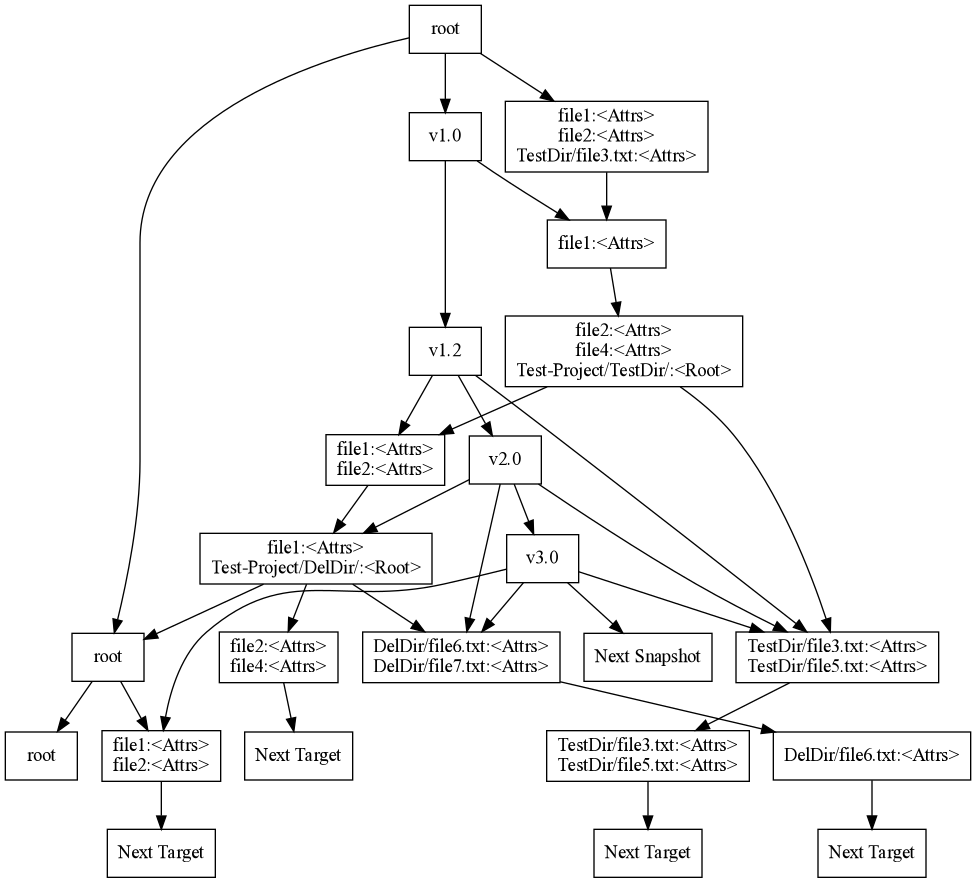 root
file1:<Attrs>
file2:<Attrs>
TestDir/file3.txt:<Attrs>
v1.0
file1:<Attrs>
file2:<Attrs>
file4:<Attrs>
Test-Project/TestDir/:<Root>
v1.2
file1:<Attrs>
file2:<Attrs>
v2.0
file1:<Attrs>
Test-Project/DelDir/:<Root>
v3.0
root
file2:<Attrs>
file4:<Attrs>
DelDir/file6.txt:<Attrs>
DelDir/file7.txt:<Attrs>
Next Snapshot
TestDir/file3.txt:<Attrs>
TestDir/file5.txt:<Attrs>
root
file1:<Attrs>
file2:<Attrs>
Next Target
TestDir/file3.txt:<Attrs>
TestDir/file5.txt:<Attrs>
DelDir/file6.txt:<Attrs>
Next Target
Next Target
Next Target